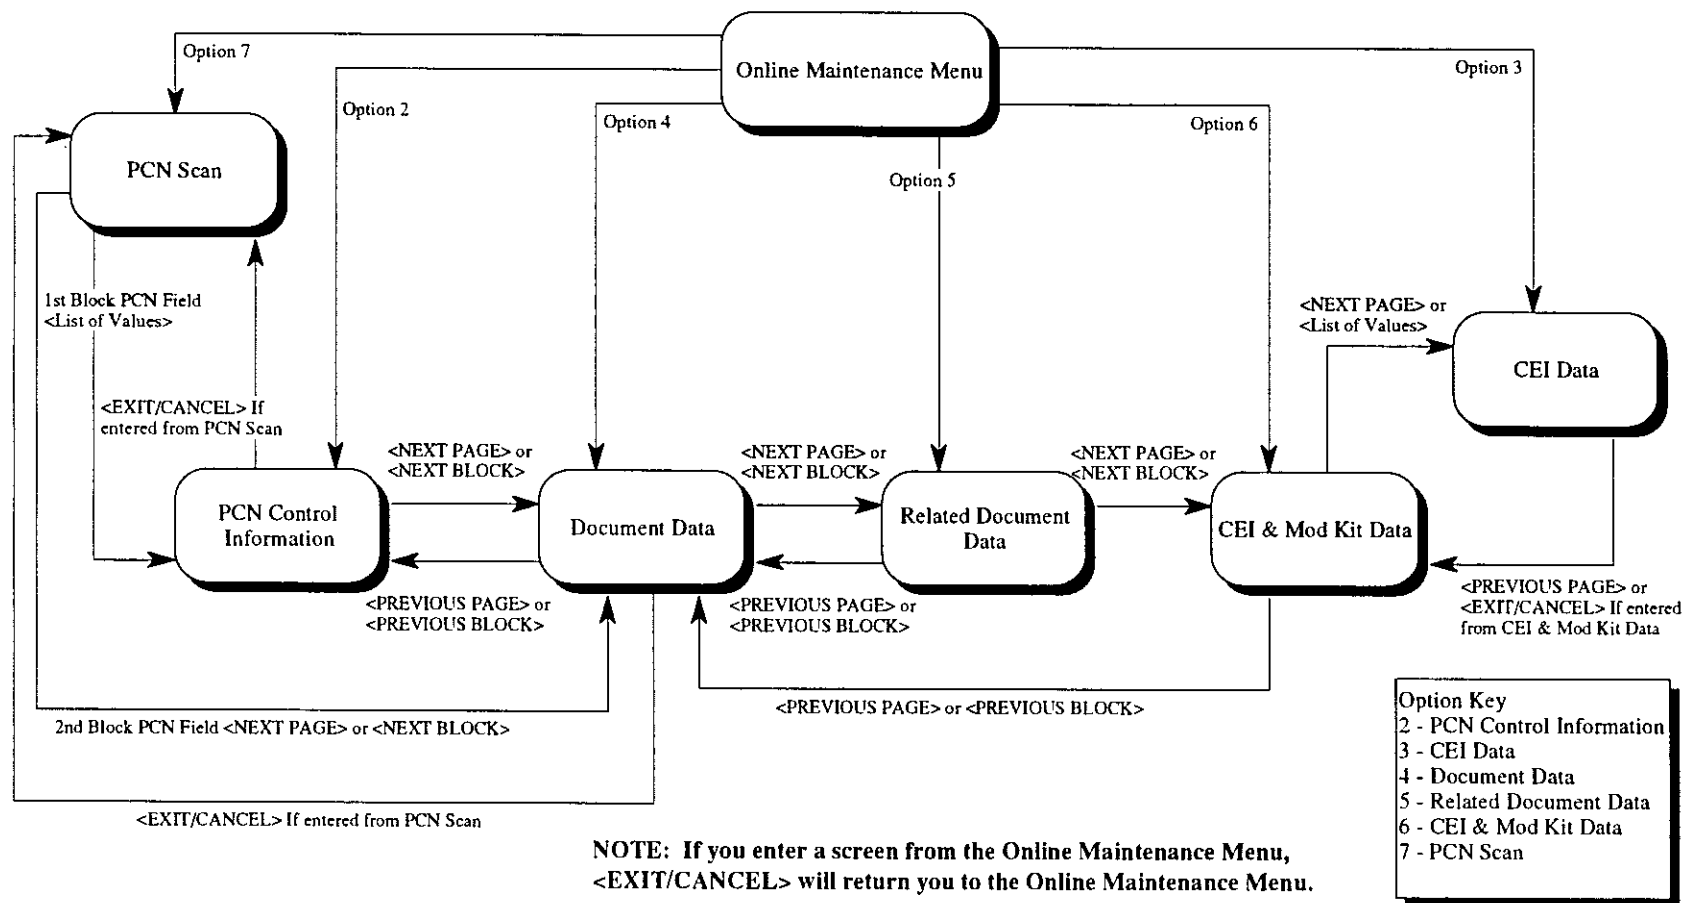 Online Maintenance Menu
Option 7
Option 2
Option 4
Option 5
Option 6
Option 3
PCN Scan
1st Block PCN Field
<List of Values>
<EXIT/CANCEL> If
entered from PCN Scan
<NEXT PAGE> or
<List of Values>
CEI Data
<NEXT PAGE> or
<NEXT BLOCK>
<NEXT PAGE> or
<NEXT BLOCK>
<NEXT PAGE> or
<NEXT BLOCK>
PCN Control
Information
Document Data
Related Document
Data
CEI & Mod Kit Data
<PREVIOUS PAGE> or
<PREVIOUS BLOCK>
<PREVIOUS PAGE> or
<PREVIOUS BLOCK>
<PREVIOUS PAGE> or
<EXIT/CANCEL> If entered
from CEI & Mod Kit Data
<PREVIOUS PAGE> or <PREVIOUS BLOCK>
2nd Block PCN Field <NEXT PAGE> or <NEXT BLOCK>
<EXIT/CANCEL> If entered from PCN Scan
Option Key
2 - PCN Control Information
3 - CEI Data
4 - Document Data
5 - Related Document Data
6 - CEI & Mod Kit Data
7 - PCN Scan
NOTE: If you enter a screen from the Online Maintenance Menu,
<EXIT/CANCEL> will return you to the Online Maintenance Menu.